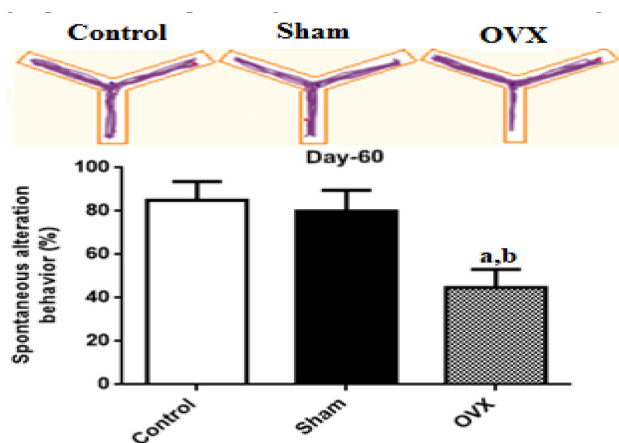 Control Sham OVX
Day-60
Spontaneous alteration
behavior (%)
100
80
60
40
20
0
a,b
Control
Sham
OVX